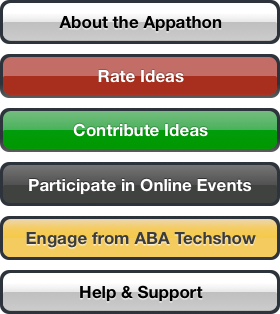 About the Appathon
Rate Ideas
Contribute Ideas
Participate in Online Events
Engage from ABA Techshow
Help & Support